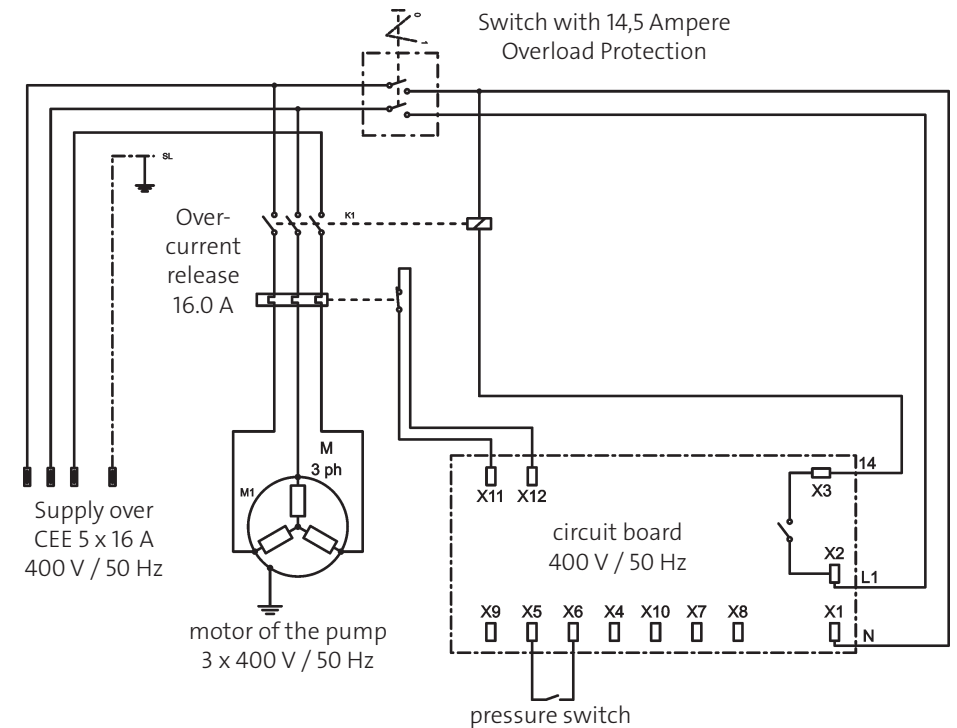 0
1
Switch with 14,5 Ampere
Overload Protection
SL
K1
Over-
current
release
16.0 A
M
3 ph
M1
Supply over
CEE 5 x 16 A
400 V / 50 Hz
motor of the pump
3 x 400 V / 50 Hz
X11 X12
14
X3
circuit board
400 V / 50 Hz
X2
L1
X9 X5 X6 X4 X10 X7 X8 X1
N
pressure switch